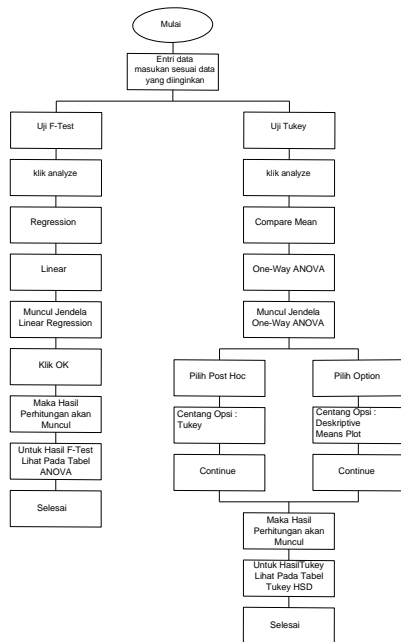 Mulai
Entri data
masukan sesuai data
yang diinginkan
Uji F-Test
klik analyze
Regression
Linear
Muncul Jendela
Linear Regression
Klik OK
Maka Hasil
Perhitungan akan
Muncul
Untuk Hasil F-Test
Lihat Pada Tabel
ANOVA
Selesai
Uji Tukey
klik analyze
Compare Mean
One-Way ANOVA
Muncul Jendela
One-Way ANOVA
Pilih Post Hoc
Centang Opsi :
Tukey
Continue
Pilih Option
Centang Opsi :
Deskriptive
Means Plot
Continue
Maka Hasil
Perhitungan akan
Muncul
Untuk HasilTukey
Lihat Pada Tabel
Tukey HSD
Selesai